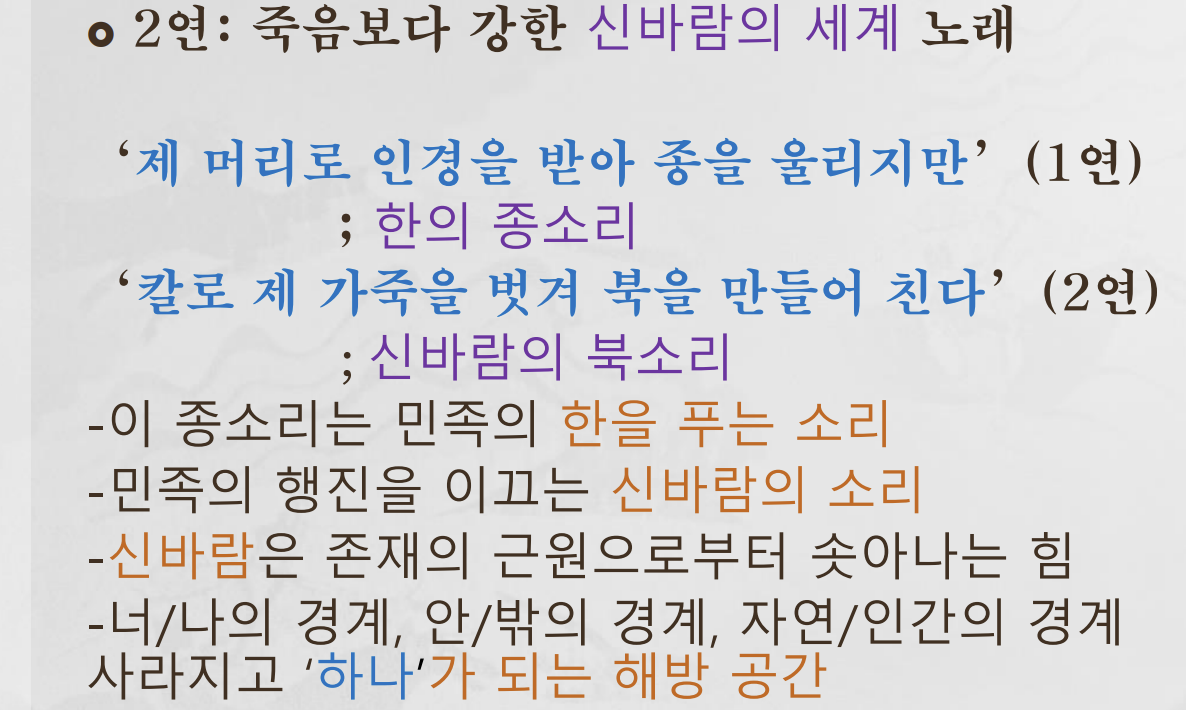 2연: 죽음보다 강한 신바람의 세계 노래
‘제 머리로 인경을 받아 종을 울리지만’ (1연)
; 한의 종소리
‘칼로 제 가죽을 벗겨 북을 만들어 친다’ (2연)
; 신바람의 북소리
-이 종소리는 민족의 한을 푸는 소리
-민족의 행진을 이끄는 신바람의 소리
-신바람은 존재의 근원으로부터 솟아나는 힘
-너/나의 경계, 안/밖의 경계, 자연/인간의 경계
사라지고 ‘하나’가 되는 해방 공간